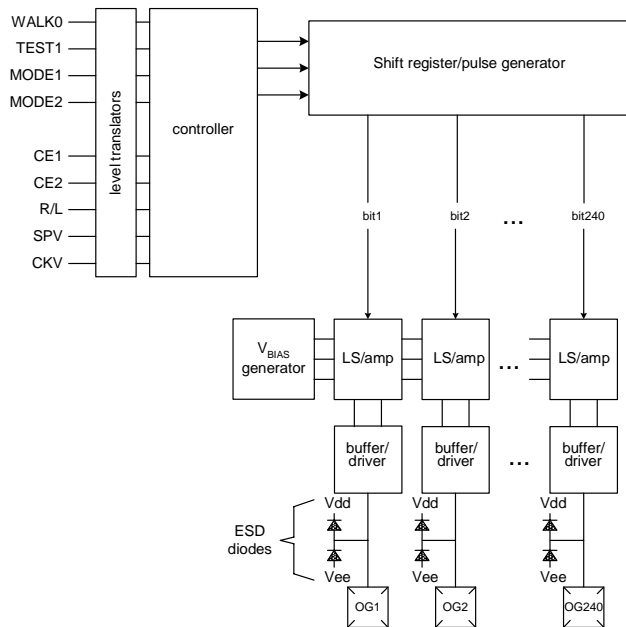 WALK0
TEST1
MODE1
MODE2
CE1
CE2
R/L
SPV
CKV
level translators
controller
Shift register/pulse generator
bit1
bit2
...
bit240
VBIAS
generator
LS/amp
LS/amp
...
LS/amp
buffer/
driver
buffer/
driver
...
buffer/
driver
ESD
diodes
Vdd
Vdd
Vdd
Vee
Vee
Vee
OG1
OG2
OG240